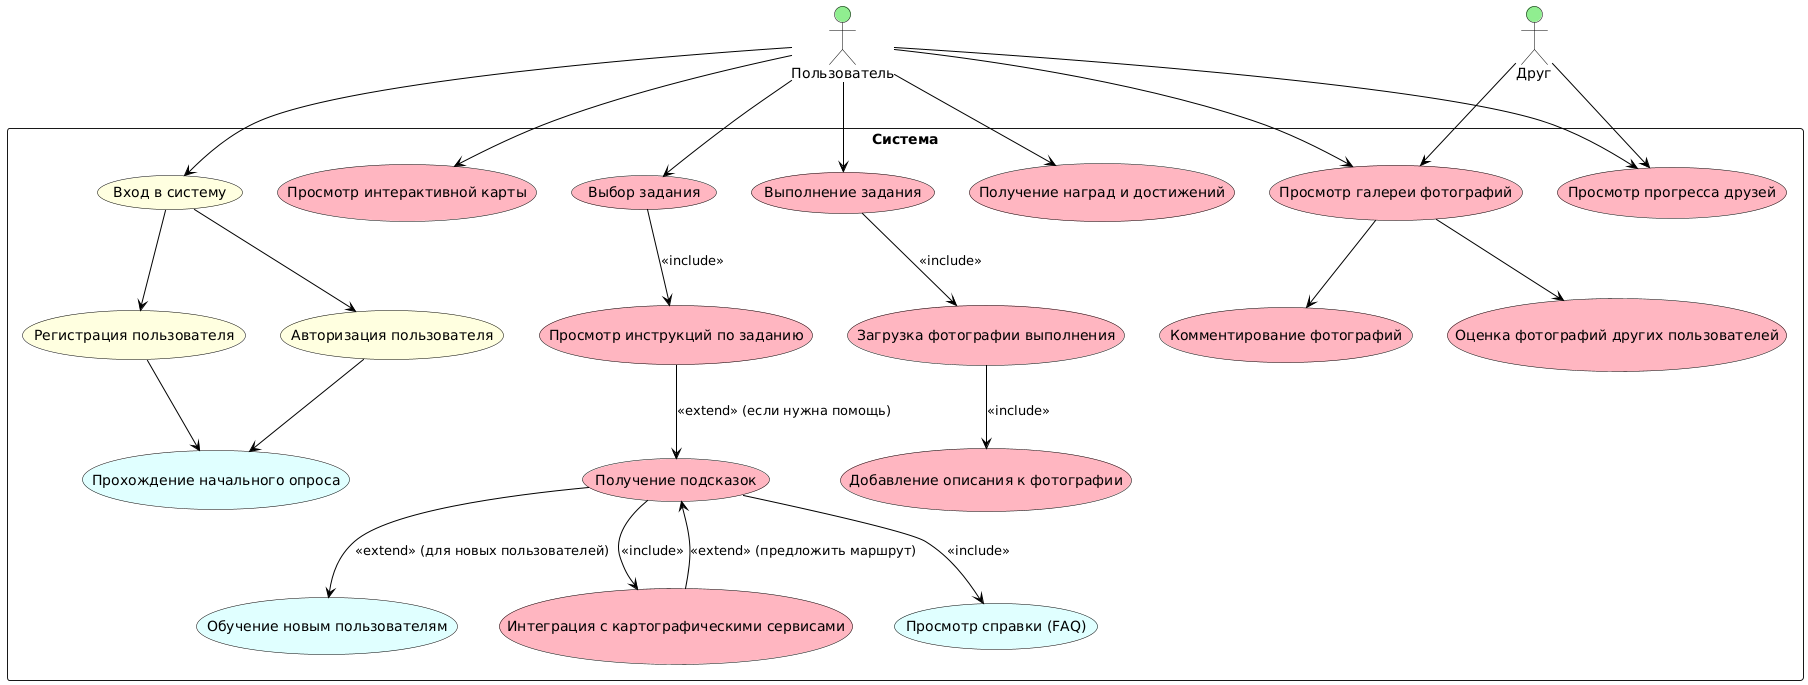 Пользователь
Друг
Система
Вход в систему
Просмотр интерактивной карты
Выбор задания
Выполнение задания
Получение наград и достижений
Просмотр галереи фотографий
Просмотр прогресса друзей
«include»
«include»
Регистрация пользователя
Авторизация пользователя
Просмотр инструкций по заданию
Загрузка фотографии выполнения
Комментирование фотографий
Оценка фотографий других пользователей
«extend» (если нужна помощь)
«include»
Прохождение начального опроса
Получение подсказок
Добавление описания к фотографии
«extend» (для новых пользователей)
«include»
«extend» (предложить маршрут)
«include»
Обучение новым пользователям
Интеграция с картографическими сервисами
Просмотр справки (FAQ)